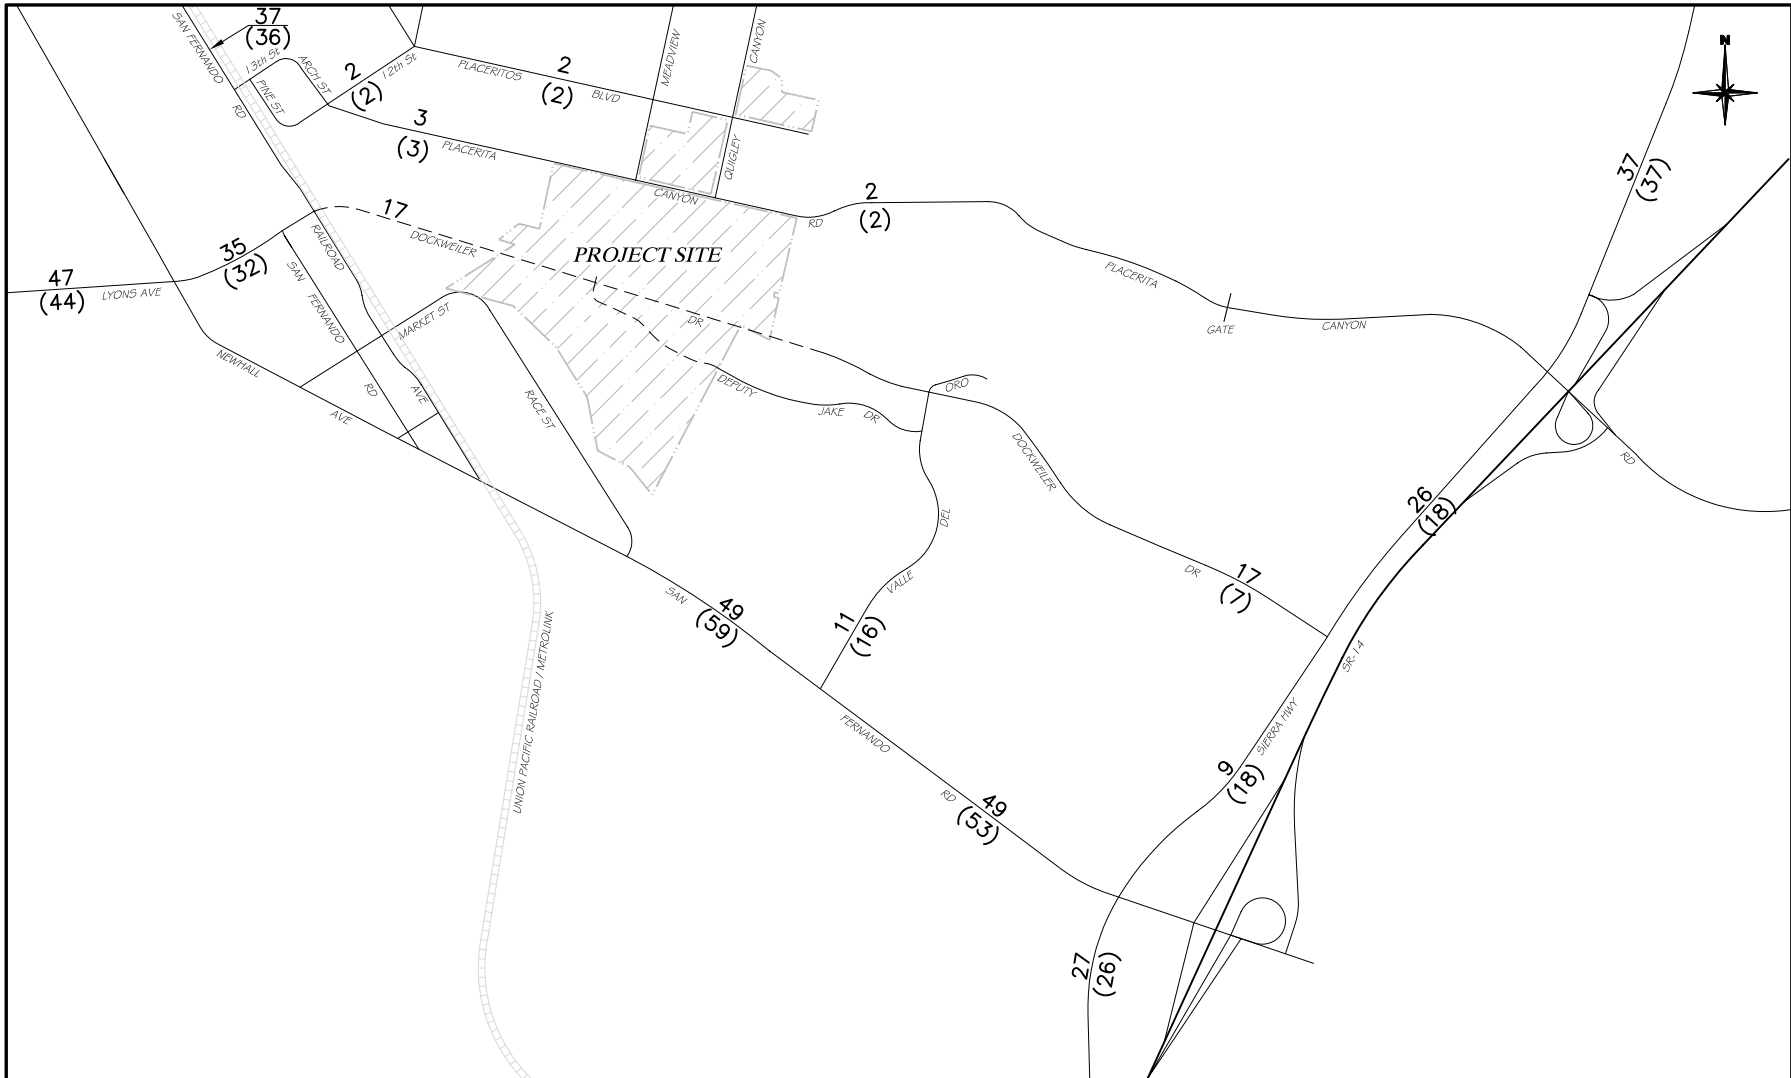 37
(36)
SAN FERNANDO
RD
13th St
ARCH ST
PINE ST
2
(2)
12th St
PLACERITOS
2
(2)
BLVD
MEADVIEW
CANYON
QUIGLEY
N
3
(3)
PLACERITA
CANYON
RD
2
(2)
37
(37)
17
DOCKWEILER
PROJECT SITE
DR
35
(32)
47
(44)
LYONS AVE
RAILROAD
AVE
SAN
FERNANDO
RD
MARKET ST
NEWHALL
AVE
RACE ST
PLACERITA
GATE
CANYON
RD
DEPUTY
JAKE
DR
ORO
DOCKWEILER
DR
17
(7)
DEL
VALLE
11
(16)
26
(18)
SAN
49
(59)
FERNANDO
RD
49
(53)
SR-14
SIERRA HWY
9
(18)
27
(26)
UNION PACIFIC RAILROAD / METROLINK